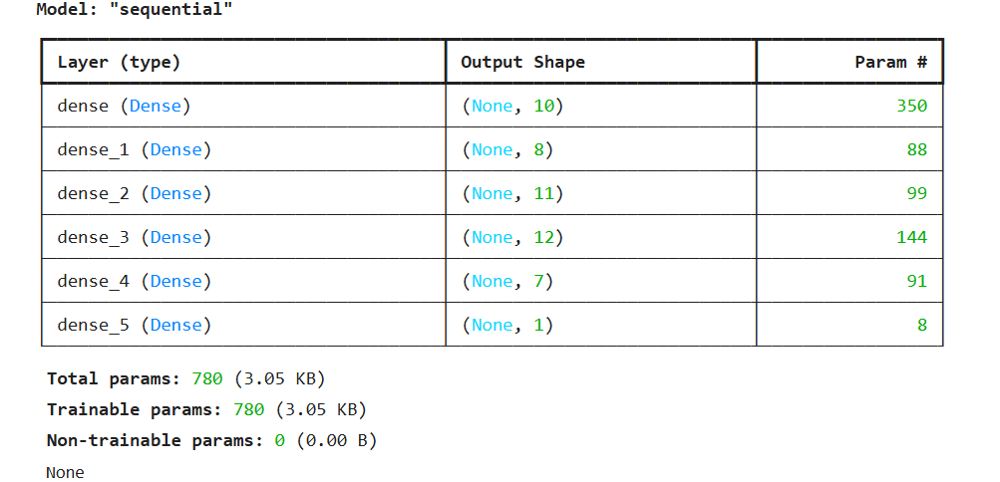 Model: "sequential"
Layer (type) Output Shape Param #
dense (Dense) (None, 10) 350
dense_1 (Dense) (None, 8) 88
dense_2 (Dense) (None, 11) 99
dense_3 (Dense) (None, 12) 144
dense_4 (Dense) (None, 7) 91
dense_5 (Dense) (None, 1) 8
Total params: 780 (3.05 KB)
Trainable params: 780 (3.05 KB)
Non-trainable params: 0 (0.00 B)
None